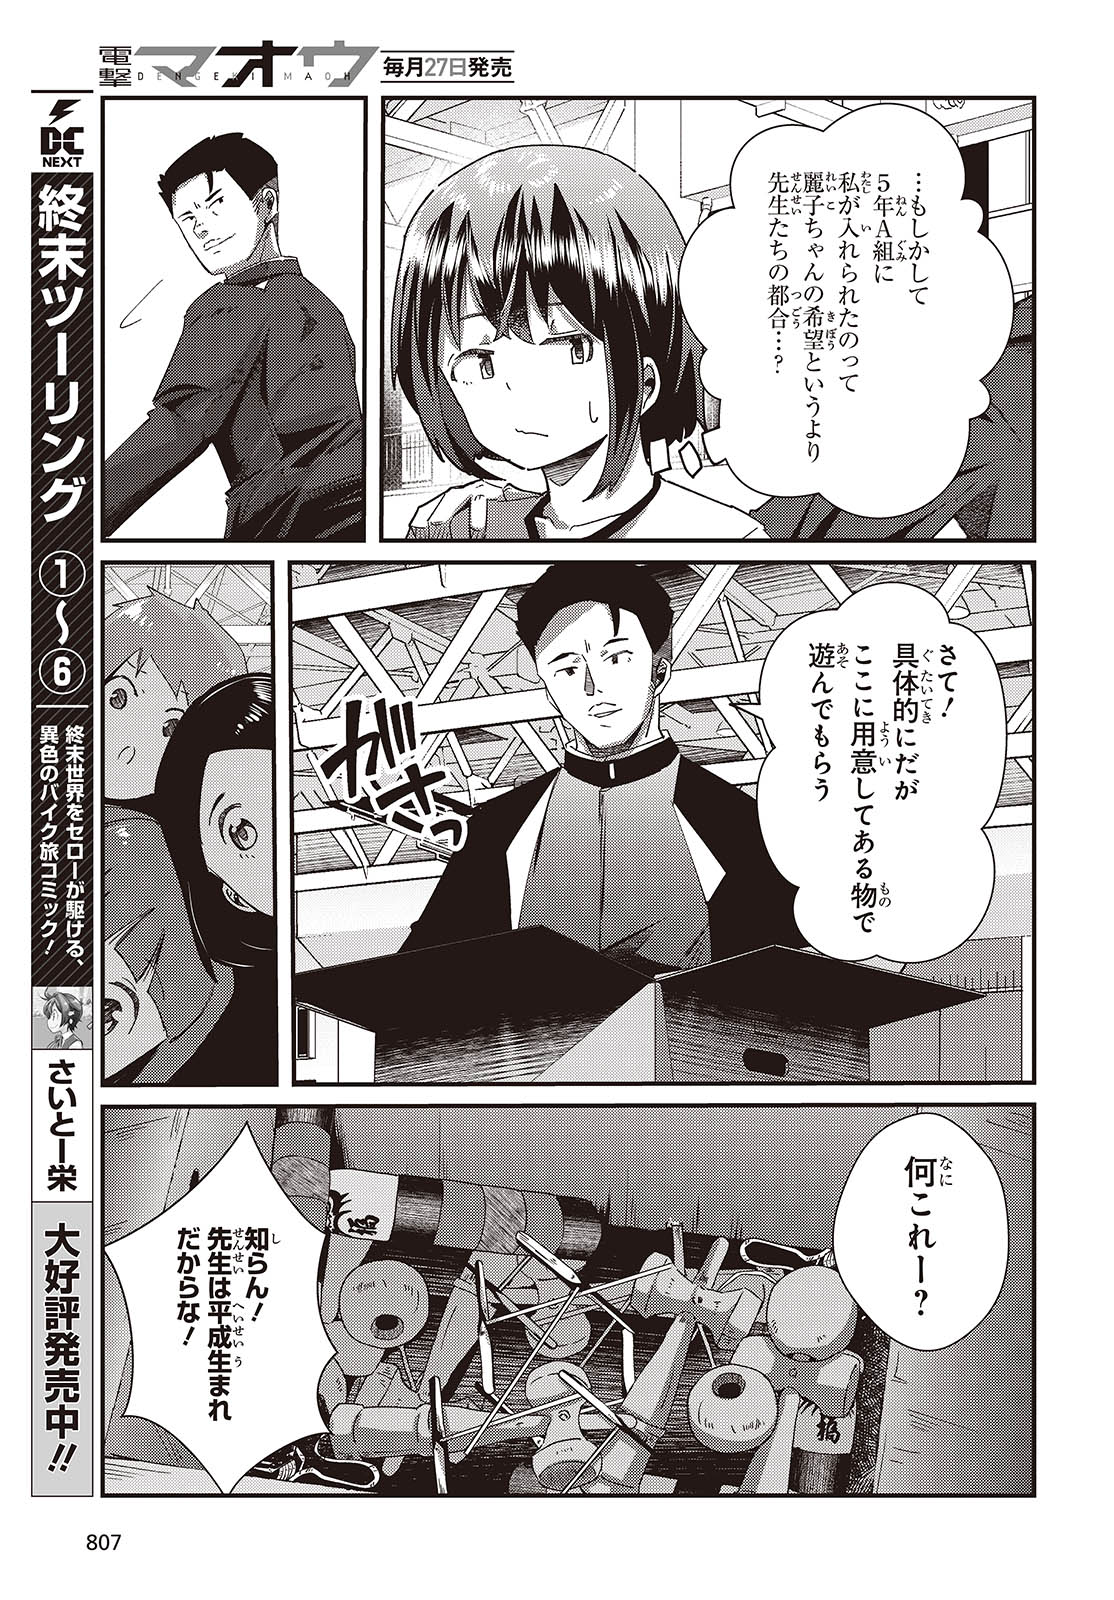 電撃マオウ
DENGEKI MAOH
毎月27日発売
…もしかして
5年A組に
私が入れられたのって
麗子ちゃんの希望というより
先生たちの都合…?
さて!
具体的にだが
ここに用意してある物で
遊んでもらう
ガサっ
何これー?
知らん!
先生は平成生まれ
だからな!
DC
NEXT
終末ツーリング ①～⑥
終末世界をセローが駆ける、
異色のバイク旅コミック!
さいとー栄
大好評発売中!!
807